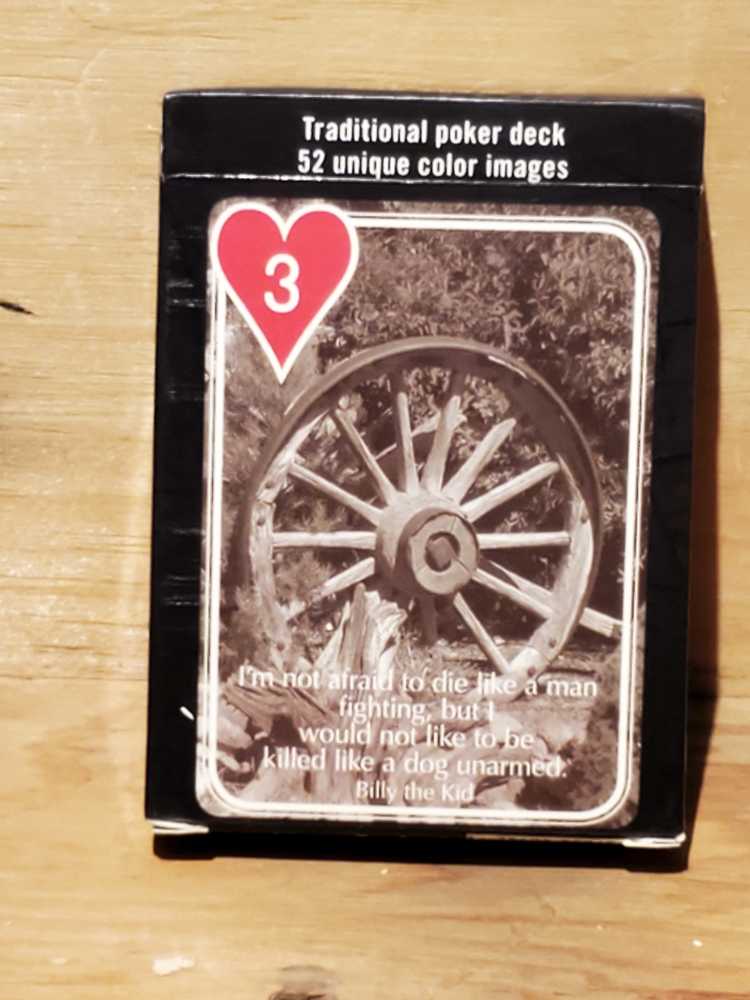 Traditional poker deck
52 unique color images
3
I'm not afraid to die like a man
fighting, but I
would not like to be
killed like a dog unarmed.
Billy the Kid